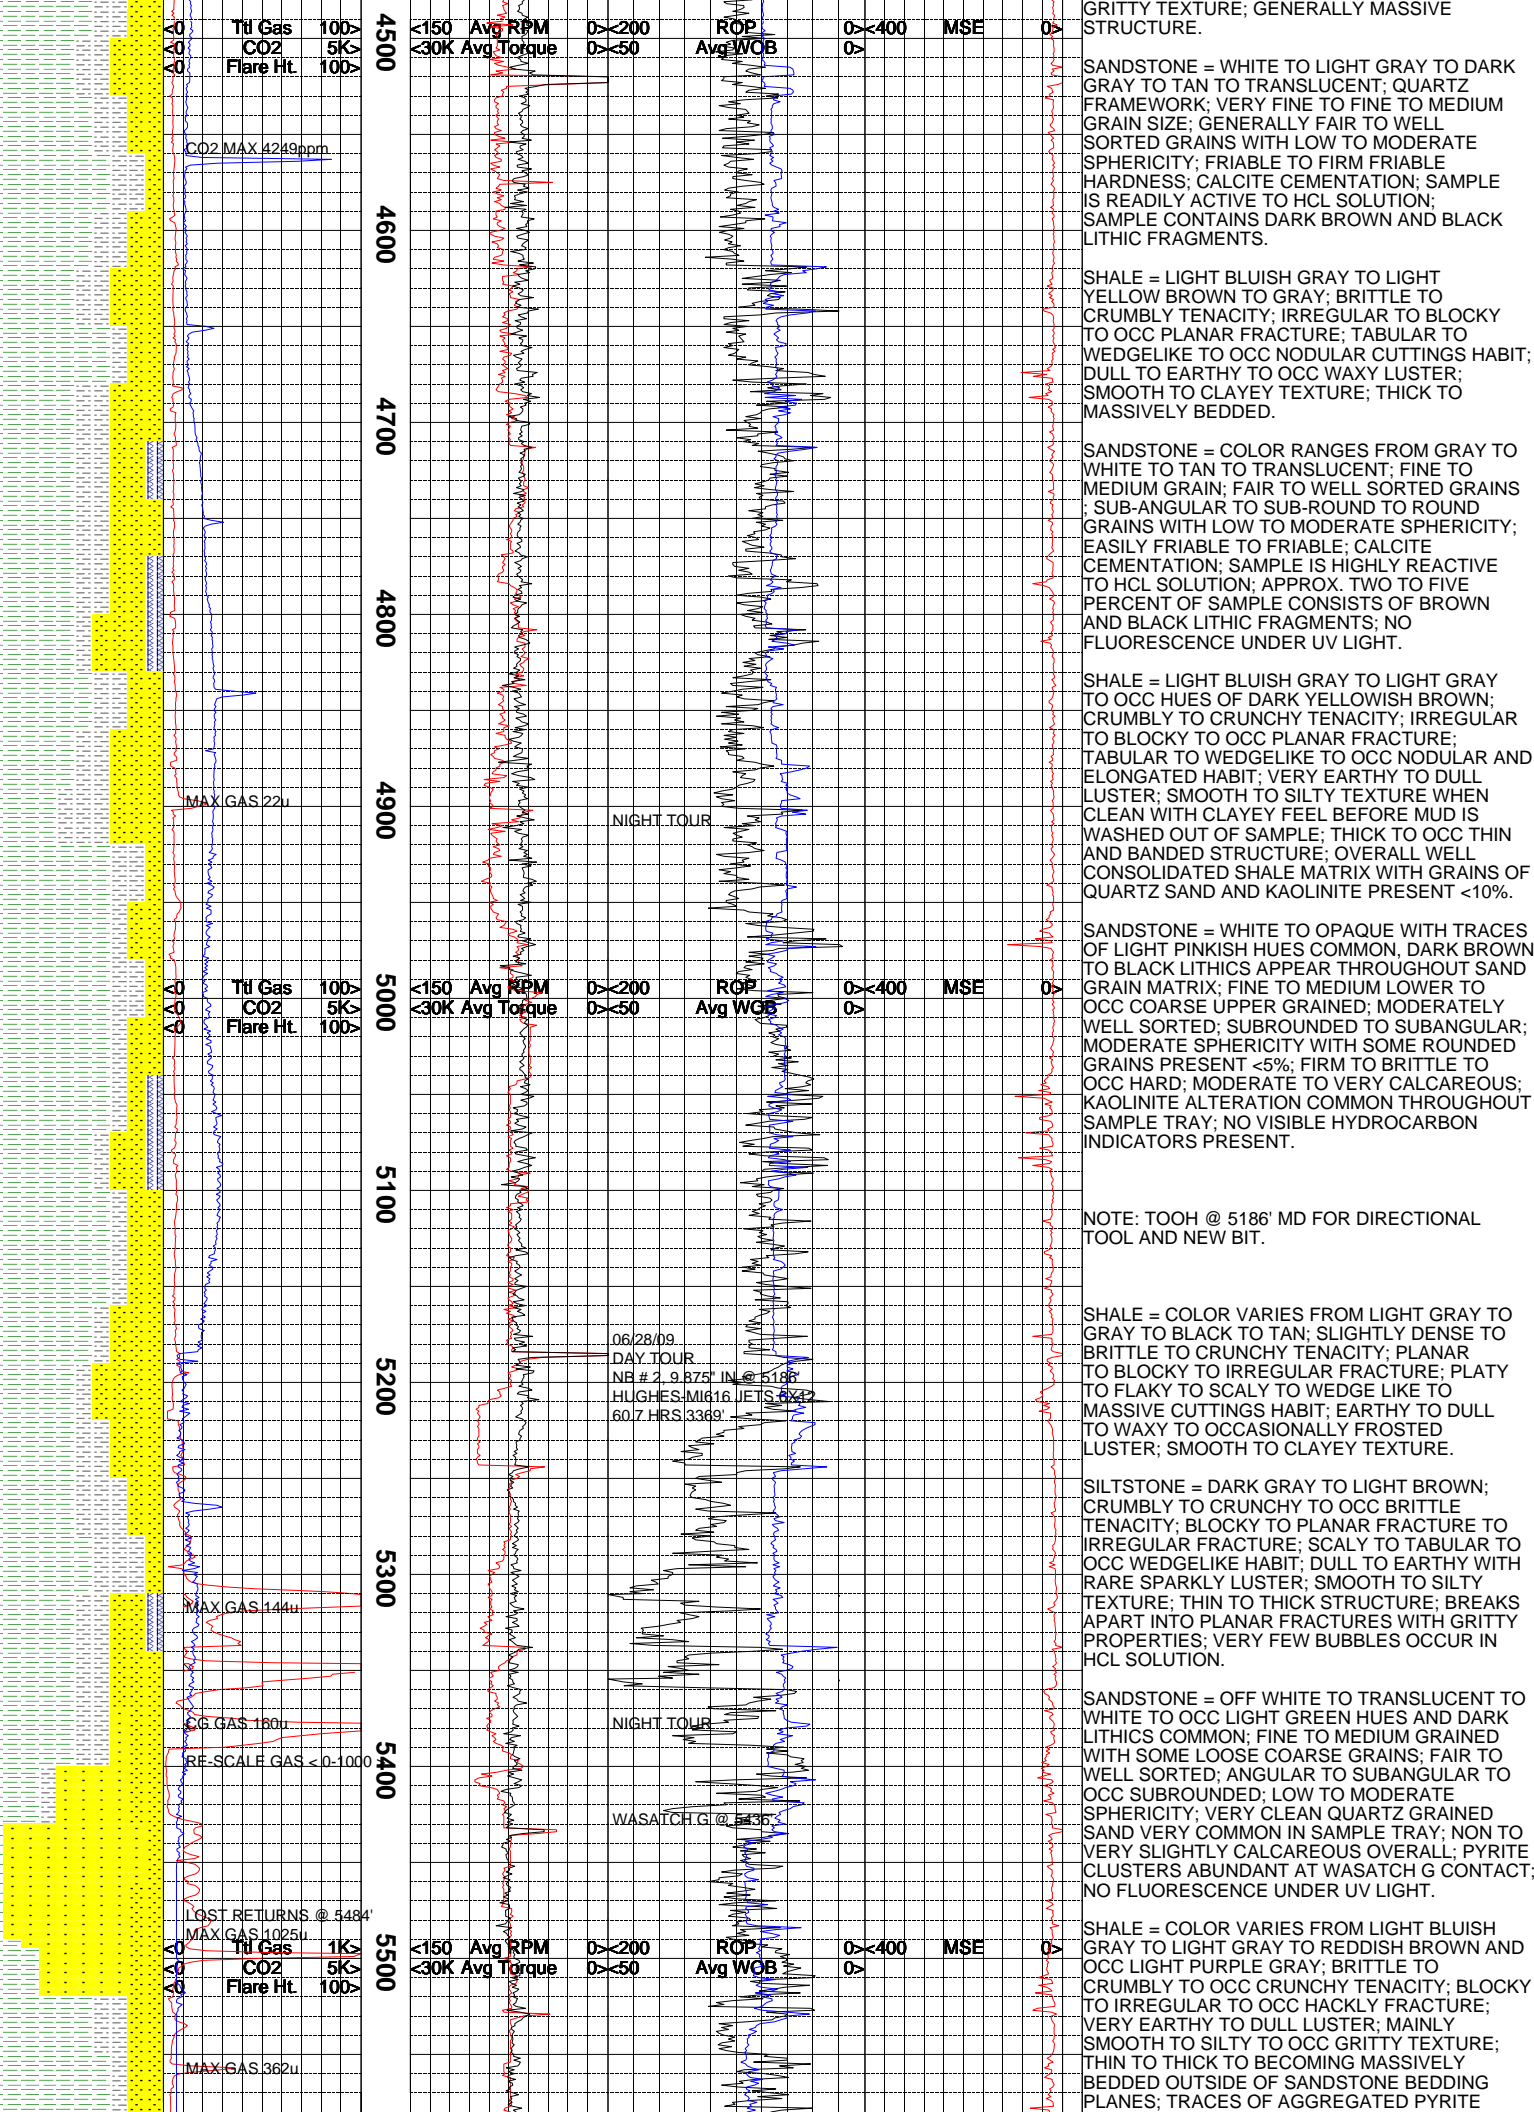 GRITTY TEXTURE; GENERALLY MASSIVE
STRUCTURE.
<0 Ttl Gas 100>
<0 CO2 5K>
<0 Flare Ht. 100>
4500
<150 Avg RPM 0>
<30K Avg Torque 0>
<200 ROP 0>
<50 Avg WOB 0>
<400 MSE 0>
SANDSTONE = WHITE TO LIGHT GRAY TO DARK
GRAY TO TAN TO TRANSLUCENT; QUARTZ
FRAMEWORK; VERY FINE TO FINE TO MEDIUM
GRAIN SIZE; GENERALLY FAIR TO WELL
SORTED GRAINS WITH LOW TO MODERATE
SPHERICITY; FRIABLE TO FIRM FRIABLE
HARDNESS; CALCITE CEMENTATION; SAMPLE
IS READILY ACTIVE TO HCL SOLUTION;
SAMPLE CONTAINS DARK BROWN AND BLACK
LITHIC FRAGMENTS.
CO2 MAX 4249ppm
4600
SHALE = LIGHT BLUISH GRAY TO LIGHT
YELLOW BROWN TO GRAY; BRITTLE TO
CRUMBLY TENACITY; IRREGULAR TO BLOCKY
TO OCC PLANAR FRACTURE; TABULAR TO
WEDGELIKE TO OCC NODULAR CUTTINGS HABIT;
DULL TO EARTHY TO OCC WAXY LUSTER;
SMOOTH TO CLAYEY TEXTURE; THICK TO
MASSIVELY BEDDED.
4700
SANDSTONE = COLOR RANGES FROM GRAY TO
WHITE TO TAN TO TRANSLUCENT; FINE TO
MEDIUM GRAIN; FAIR TO WELL SORTED GRAINS
; SUB-ANGULAR TO SUB-ROUND TO ROUND
GRAINS WITH LOW TO MODERATE SPHERICITY;
EASILY FRIABLE TO FRIABLE; CALCITE
CEMENTATION; SAMPLE IS HIGHLY REACTIVE
TO HCL SOLUTION; APPROX. TWO TO FIVE
PERCENT OF SAMPLE CONSISTS OF BROWN
AND BLACK LITHIC FRAGMENTS; NO
FLUORESCENCE UNDER UV LIGHT.
4800
SHALE = LIGHT BLUISH GRAY TO LIGHT GRAY
TO OCC HUES OF DARK YELLOWISH BROWN;
CRUMBLY TO CRUNCHY TENACITY; IRREGULAR
TO BLOCKY TO OCC PLANAR FRACTURE;
TABULAR TO WEDGELIKE TO OCC NODULAR AND
ELONGATED HABIT; VERY EARTHY TO DULL
LUSTER; SMOOTH TO SILTY TEXTURE WHEN
CLEAN WITH CLAYEY FEEL BEFORE MUD IS
WASHED OUT OF SAMPLE; THICK TO OCC THIN
AND BANDED STRUCTURE; OVERALL WELL
CONSOLIDATED SHALE MATRIX WITH GRAINS OF
QUARTZ SAND AND KAOLINITE PRESENT <10%.
MAX GAS 22u
4900
NIGHT TOUR
SANDSTONE = WHITE TO OPAQUE WITH TRACES
OF LIGHT PINKISH HUES COMMON, DARK BROWN
TO BLACK LITHICS APPEAR THROUGHOUT SAND
GRAIN MATRIX; FINE TO MEDIUM LOWER TO
OCC COARSE UPPER GRAINED; MODERATELY
WELL SORTED; SUBROUNDED TO SUBANGULAR;
MODERATE SPHERICITY WITH SOME ROUNDED
GRAINS PRESENT <5%; FIRM TO BRITTLE TO
OCC HARD; MODERATE TO VERY CALCAREOUS;
KAOLINITE ALTERATION COMMON THROUGHOUT
SAMPLE TRAY; NO VISIBLE HYDROCARBON
INDICATORS PRESENT.
<0 Ttl Gas 100>
<0 CO2 5K>
<0 Flare Ht. 100>
5000
<150 Avg RPM 0>
<30K Avg Torque 0>
<200 ROP 0>
<50 Avg WOB 0>
<400 MSE 0>
5100
NOTE: TOOH @ 5186' MD FOR DIRECTIONAL
TOOL AND NEW BIT.
06/28/09
DAY TOUR
NB # 2, 9.875" IN @ 5186'
HUGHES-MI616 JETS 6X12
60.7 HRS 3369'
5200
SHALE = COLOR VARIES FROM LIGHT GRAY TO
GRAY TO BLACK TO TAN; SLIGHTLY DENSE TO
BRITTLE TO CRUNCHY TENACITY; PLANAR
TO BLOCKY TO IRREGULAR FRACTURE; PLATY
TO FLAKY TO SCALY TO WEDGE LIKE TO
MASSIVE CUTTINGS HABIT; EARTHY TO DULL
TO WAXY TO OCCASIONALLY FROSTED
LUSTER; SMOOTH TO CLAYEY TEXTURE.
SILTSTONE = DARK GRAY TO LIGHT BROWN;
CRUMBLY TO CRUNCHY TO OCC BRITTLE
TENACITY; BLOCKY TO PLANAR FRACTURE TO
IRREGULAR FRACTURE; SCALY TO TABULAR TO
OCC WEDGELIKE HABIT; DULL TO EARTHY WITH
RARE SPARKLY LUSTER; SMOOTH TO SILTY
TEXTURE; THIN TO THICK STRUCTURE; BREAKS
APART INTO PLANAR FRACTURES WITH GRITTY
PROPERTIES; VERY FEW BUBBLES OCCUR IN
HCL SOLUTION.
5300
MAX GAS 144u
CG GAS 160u
NIGHT TOUR
RE-SCALE GAS < 0-1000 >
5400
WASATCH G @ 5436'
SANDSTONE = OFF WHITE TO TRANSLUCENT TO
WHITE TO OCC LIGHT GREEN HUES AND DARK
LITHICS COMMON; FINE TO MEDIUM GRAINED
WITH SOME LOOSE COARSE GRAINS; FAIR TO
WELL SORTED; ANGULAR TO SUBANGULAR TO
OCC SUBROUNDED; LOW TO MODERATE
SPHERICITY; VERY CLEAN QUARTZ GRAINED
SAND VERY COMMON IN SAMPLE TRAY; NON TO
VERY SLIGHTLY CALCAREOUS OVERALL; PYRITE
CLUSTERS ABUNDANT AT WASATCH G CONTACT;
NO FLUORESCENCE UNDER UV LIGHT.
LOST RETURNS @ 5484'
MAX GAS 1025u
<0 Ttl Gas 1K>
<0 CO2 5K>
<0 Flare Ht. 100>
5500
<150 Avg RPM 0>
<30K Avg Torque 0>
<200 ROP 0>
<50 Avg WOB 0>
<400 MSE 0>
MAX GAS 362u
SHALE = COLOR VARIES FROM LIGHT BLUISH
GRAY TO LIGHT GRAY TO REDDISH BROWN AND
OCC LIGHT PURPLE GRAY; BRITTLE TO
CRUMBLY TO OCC CRUNCHY TENACITY; BLOCKY
TO IRREGULAR TO OCC HACKLY FRACTURE;
VERY EARTHY TO DULL LUSTER; MAINLY
SMOOTH TO SILTY TO OCC GRITTY TEXTURE;
THIN TO THICK TO BECOMING MASSIVELY
BEDDED OUTSIDE OF SANDSTONE BEDDING
PLANES; TRACES OF AGGREGATED PYRITE